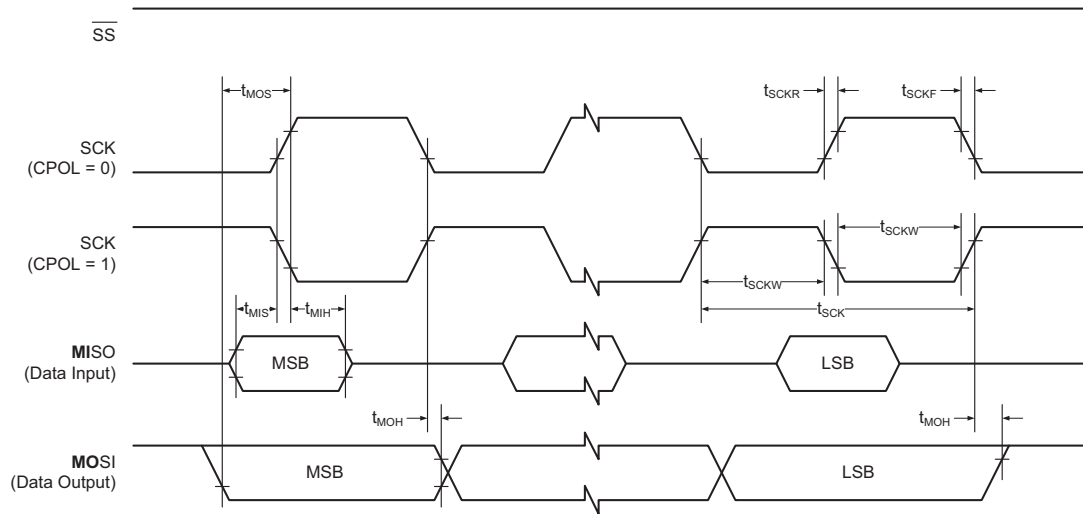 SS
tMOS
tSCKR
tSCKF
SCK
(CPOL = 0)
SCK
(CPOL = 1)
tSCKW
tSCKW
tMIS
tMIH
tSCK
MISO
(Data Input)
MSB
LSB
tMOH
tMOH
MOSI
(Data Output)
MSB
LSB